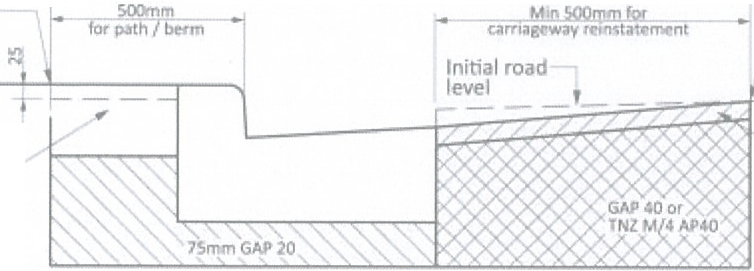 500mm
for path / berm
Min 500mm for
carriageway reinstatement
25
Initial road
level
GAP 40 or
TNZ M/4 AP40
75mm GAP 20